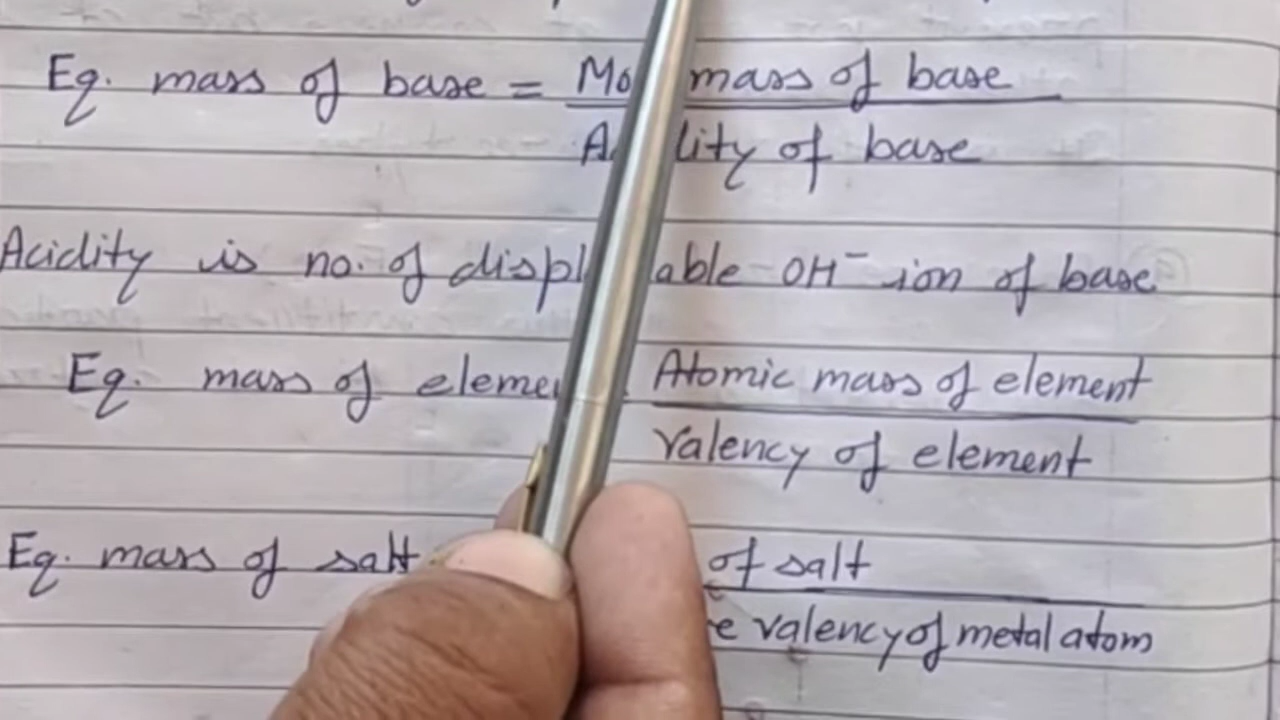 Eq. mass of base = Mo mass of base
A lity of base
Acidity is no. of displ able OH⁻ ion of base
Eq. mass of eleme Atomic mass of element
Valency of element
Eq. mass of salt of salt
e valency of metal atom